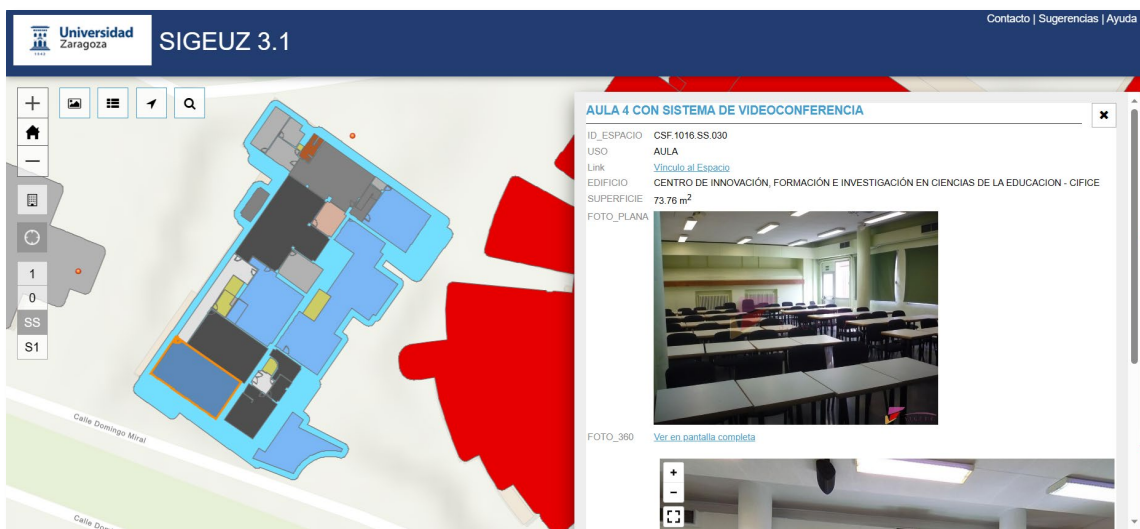 Contacto | Sugerencias | Ayuda
Universidad
Zaragoza
1542
SIGEUZ 3.1
AULA 4 CON SISTEMA DE VIDEOCONFERENCIA
ID_ESPACIO CSF.1016.SS.030
USO AULA
Link Vínculo al Espacio
EDIFICIO CENTRO DE INNOVACIÓN, FORMACIÓN E INVESTIGACIÓN EN CIENCIAS DE LA EDUCACION - CIFICE
SUPERFICIE 73.76 m²
FOTO_PLANA
1
0
SS
S1
Calle Domingo Miral
FOTO_360 Ver en pantalla completa